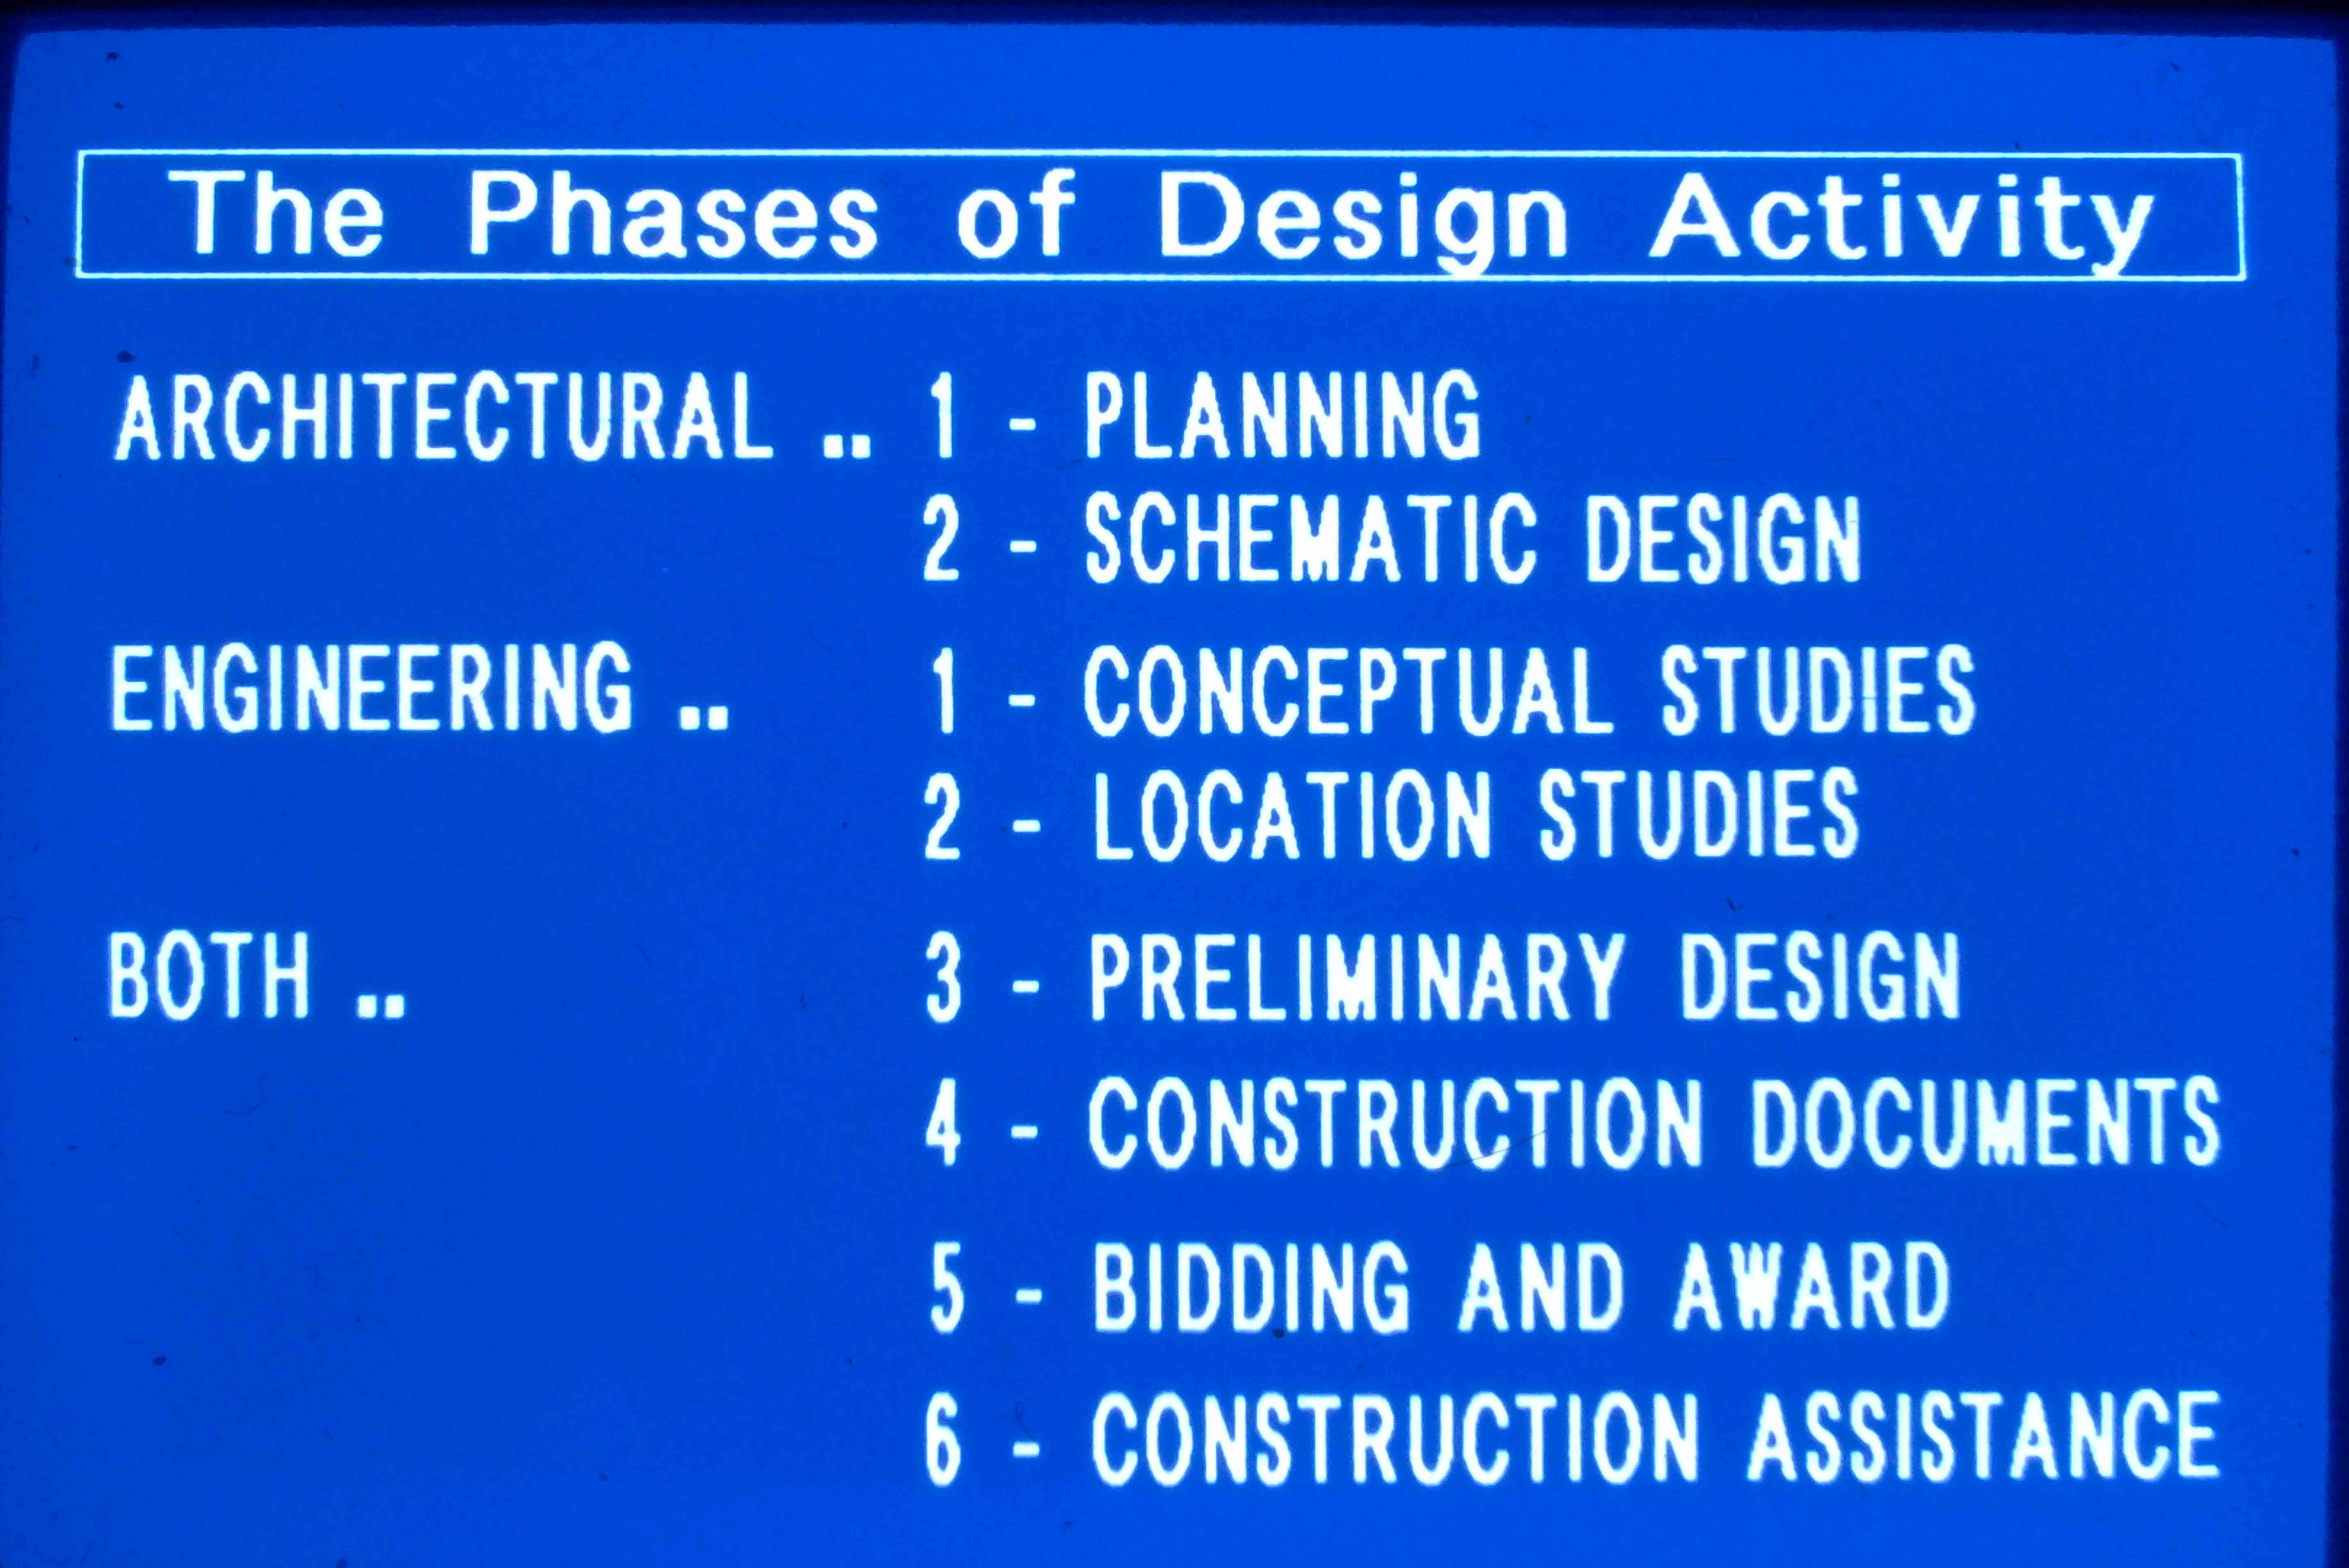 The Phases of Design Activity
ARCHITECTURAL .. 1 - PLANNING
2 - SCHEMATIC DESIGN
ENGINEERING .. 1 - CONCEPTUAL STUDIES
2 - LOCATION STUDIES
BOTH .. 3 - PRELIMINARY DESIGN
4 - CONSTRUCTION DOCUMENTS
5 - BIDDING AND AWARD
6 - CONSTRUCTION ASSISTANCE